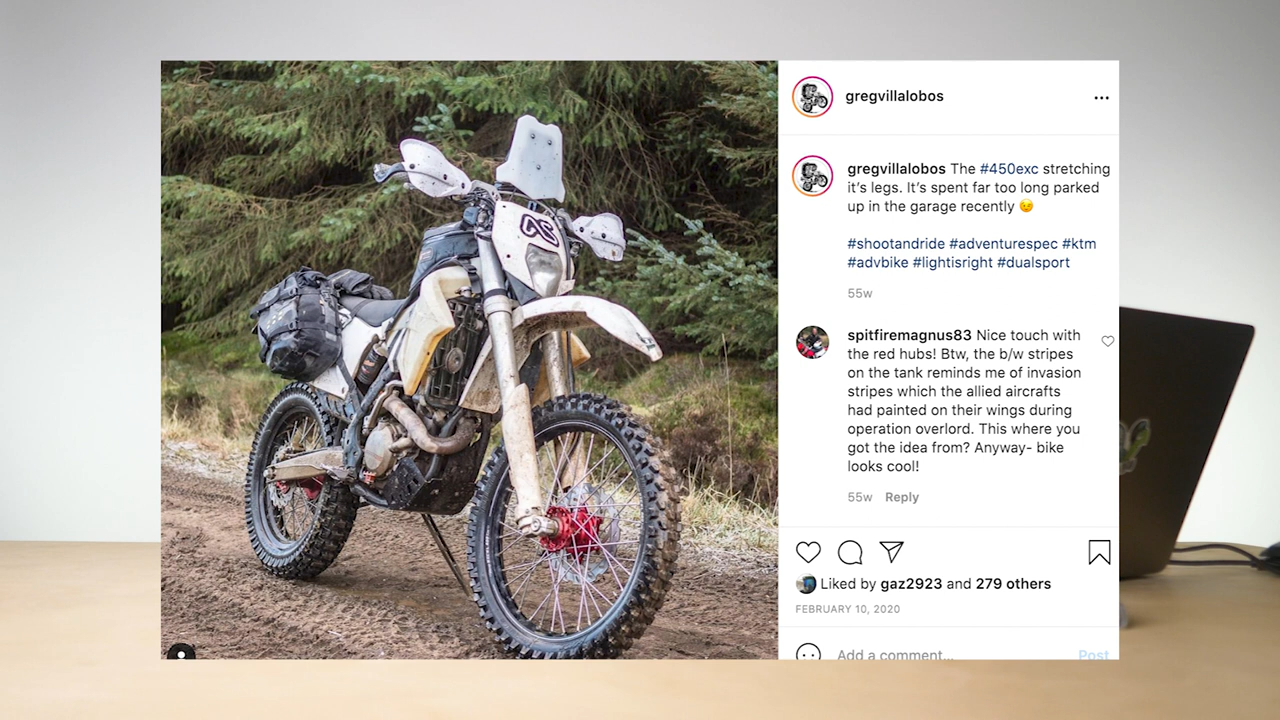 gregvillalobos
gregvillalobos The #450exc stretching
it’s legs. It’s spent far too long parked
up in the garage recently 😉
#shootandride #adventurespec #ktm
#advbike #lightisright #dualsport
55w
spitfiremagnus83 Nice touch with
the red hubs! Btw, the b/w stripes
on the tank reminds me of invasion
stripes which the allied aircrafts
had painted on their wings during
operation overlord. This where you
got the idea from? Anyway- bike
looks cool!
55w Reply
Liked by gaz2923 and 279 others
FEBRUARY 10, 2020
Add a comment...
Post